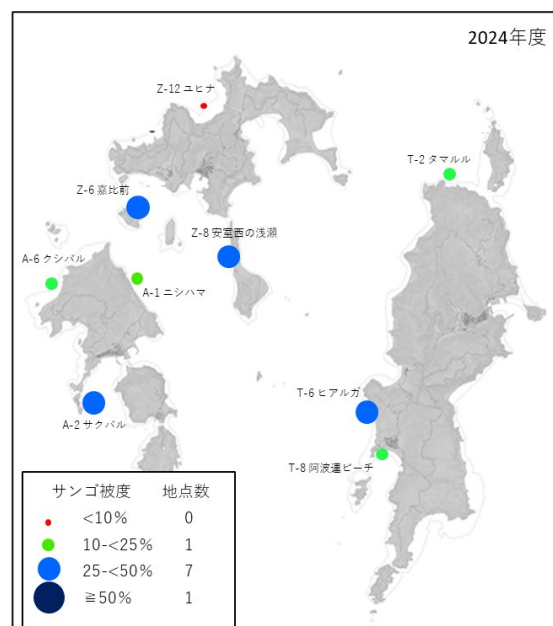 2024年度
Z-12 ユヒナ
T-2 タマルル
Z-6 嘉比前
Z-8 安室西の浅瀬
A-6 クシバル
A-1 ニシハマ
A-2 サクバル
T-6 ヒアルガ
T-8 阿波連ビーチ
サンゴ被度 地点数
<10% 0
10-<25% 1
25-<50% 7
≧50% 1